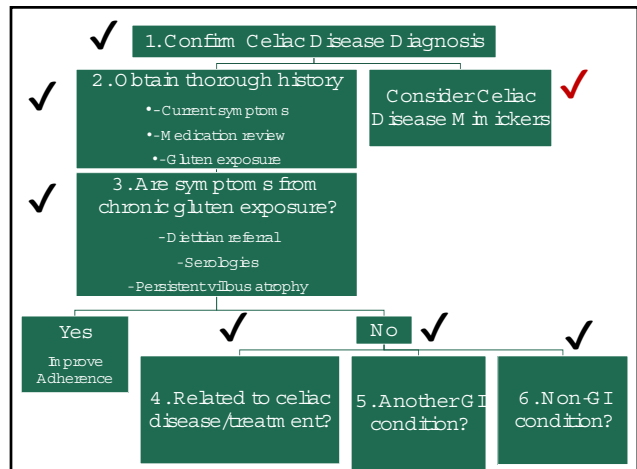 1. Confirm Celiac Disease Diagnosis
2. Obtain thorough history
•-Current symptoms
•-Medication review
•-Gluten exposure
Consider Celiac
Disease Mimickers
3. Are symptoms from
chronic gluten exposure?
-Dietitian referral
-Serologies
-Persistent villous atrophy
Yes
Improve
Adherence
No
4. Related to celiac
disease/treatment?
5. Another GI
condition?
6. Non-GI
condition?